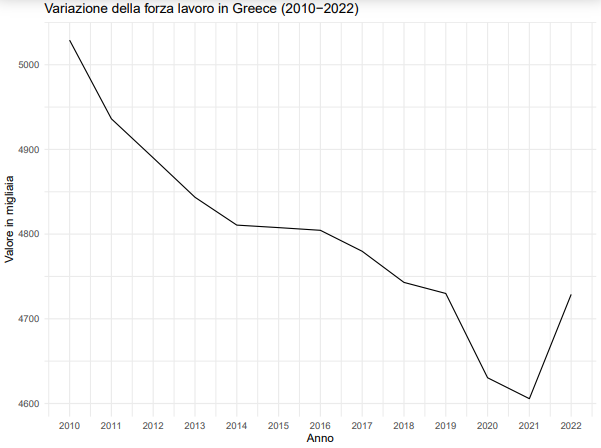 Variazione della forza lavoro in Greece (2010−2022)
Valore in migliaia
5000
4900
4800
4700
4600
2010 2011 2012 2013 2014 2015 2016 2017 2018 2019 2020 2021 2022
Anno